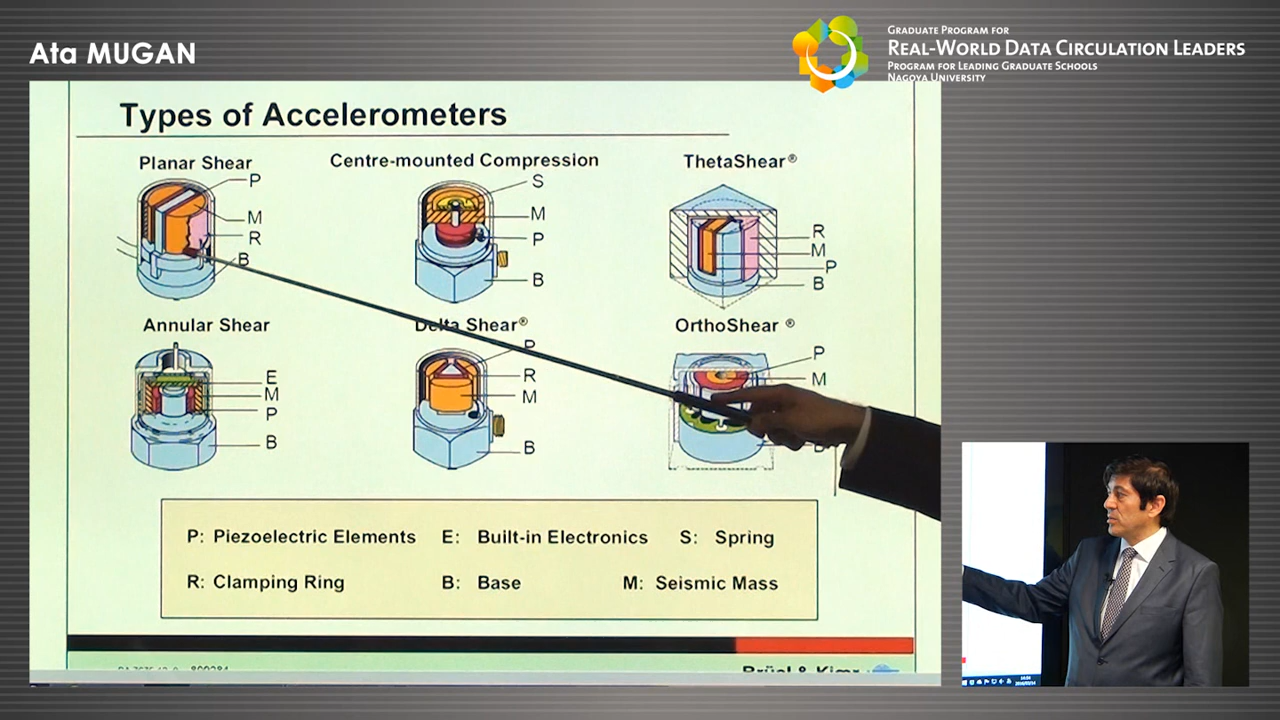 Ata MUGAN
GRADUATE PROGRAM FOR
REAL-WORLD DATA CIRCULATION LEADERS
PROGRAM FOR LEADING GRADUATE SCHOOLS
NAGOYA UNIVERSITY
Types of Accelerometers
Planar Shear
P
M
R
B
Centre-mounted Compression
S
M
P
B
ThetaShear®
R
M
P
B
Annular Shear
E
M
P
B
Delta Shear®
P
R
M
B
OrthoShear ®
P
M
B
P: Piezoelectric Elements E: Built-in Electronics S: Spring
R: Clamping Ring B: Base M: Seismic Mass
Brüel & Kjær